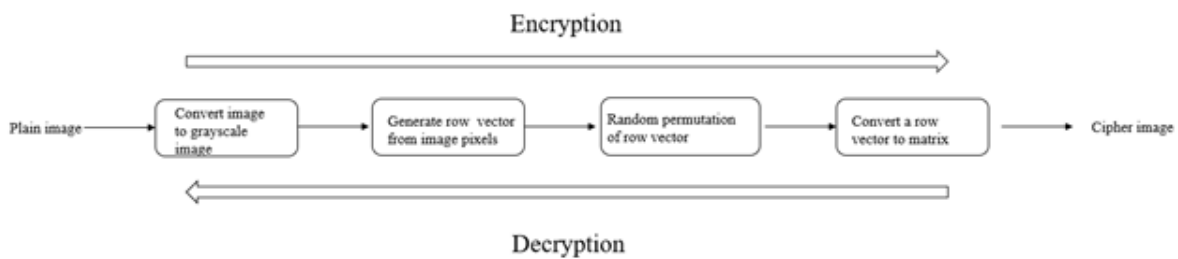 Encryption
Plain image
Convert image
to grayscale
image
Generate row vector
from image pixels
Random permutation
of row vector
Convert a row
vector to matrix
Cipher image
Decryption